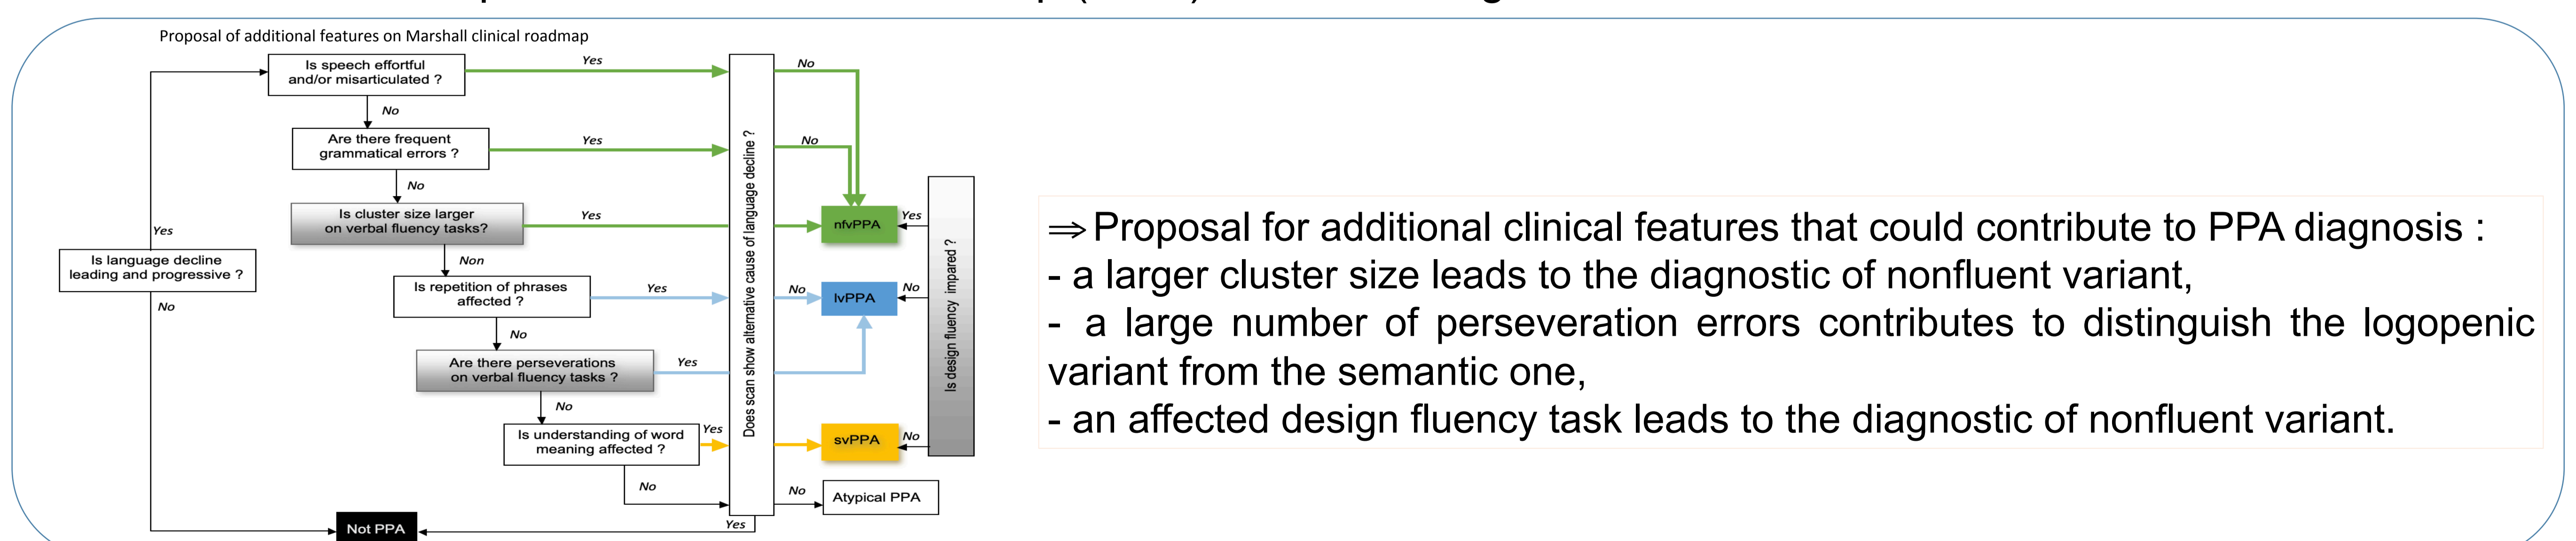 Proposal of additional features on Marshall clinical roadmap
Is speech effortful
and/or misarticulated ?
Yes
No
No
Are there frequent
grammatical errors ?
Yes
No
No
Is cluster size larger
on verbal fluency tasks?
Yes
nfvPPA
Yes
Non
Is language decline
leading and progressive ?
Yes
No
Is repetition of phrases
affected ?
Yes
No
lvPPA
No
No
Are there perseverations
on verbal fluency tasks ?
Yes
No
Is understanding of word
meaning affected ?
Yes
svPPA
No
No
No
Atypical PPA
Yes
Not PPA
Does scan show alternative cause of language decline ?
Is design fluency impared ?
⇒ Proposal for additional clinical features that could contribute to PPA diagnosis :
- a larger cluster size leads to the diagnostic of nonfluent variant,
- a large number of perseveration errors contributes to distinguish the logopenic
variant from the semantic one,
- an affected design fluency task leads to the diagnostic of nonfluent variant.